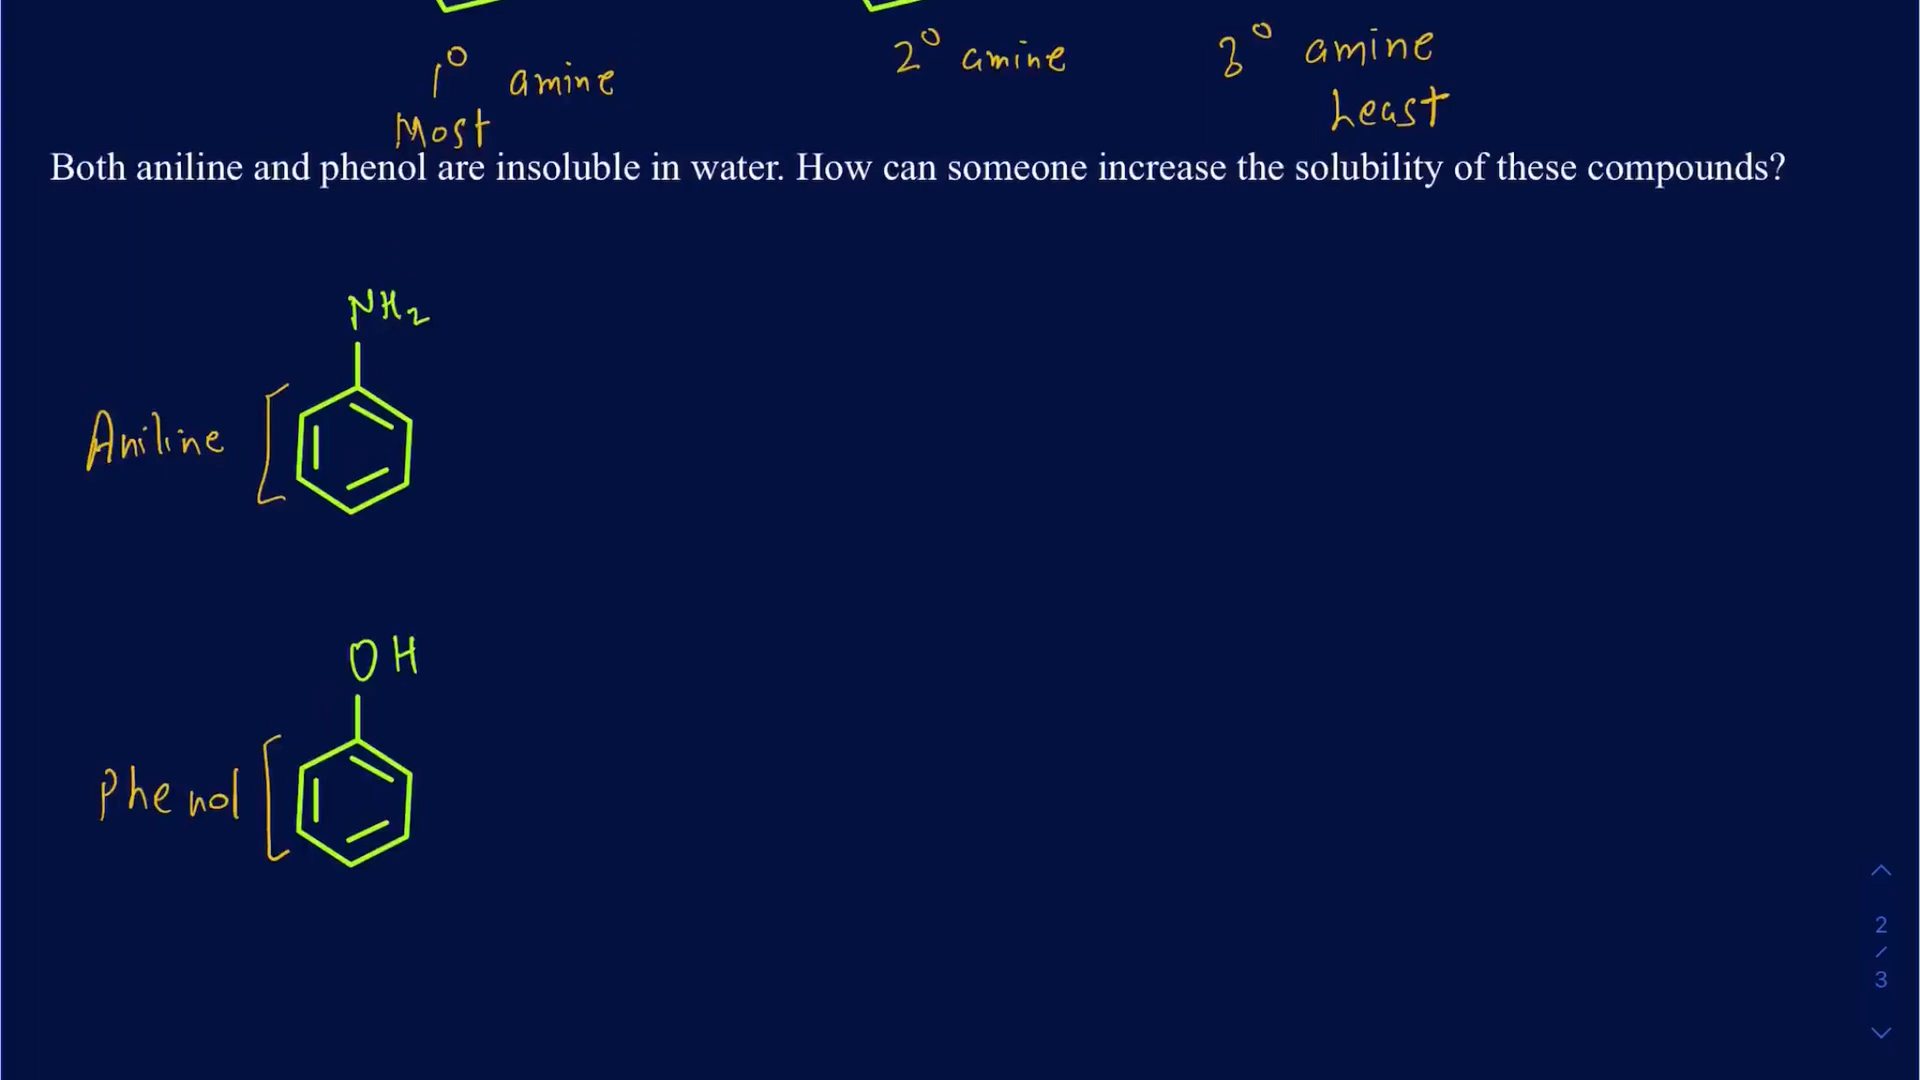 1° amine
2° amine
3° amine
Most
Least
Both aniline and phenol are insoluble in water. How can someone increase the solubility of these compounds?
NH2
Aniline
OH
Phenol
2
/
3